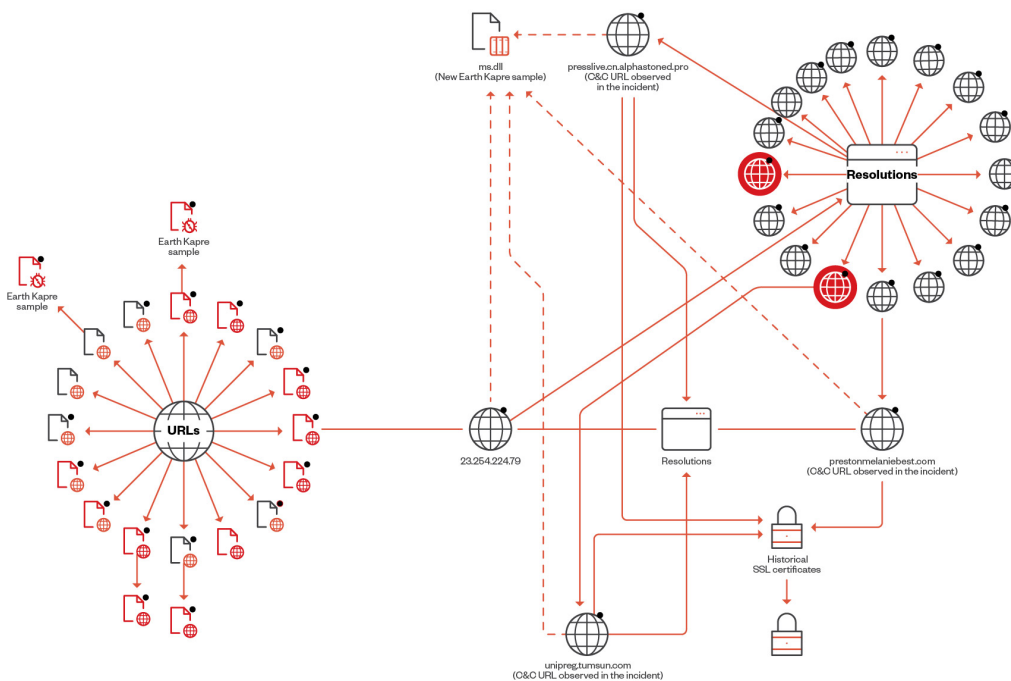 ms.dll
(New Earth Kapre sample)
presslive.cn.alphastoned.pro
(C&C URL observed
in the incident)
Resolutions
Earth Kapre
sample
Earth Kapre
sample
URLs
23.254.224.79
Resolutions
prestonmelaniebest.com
(C&C URL observed in the incident)
Historical
SSL certificates
unipreg.tumsun.com
(C&C URL observed in the incident)